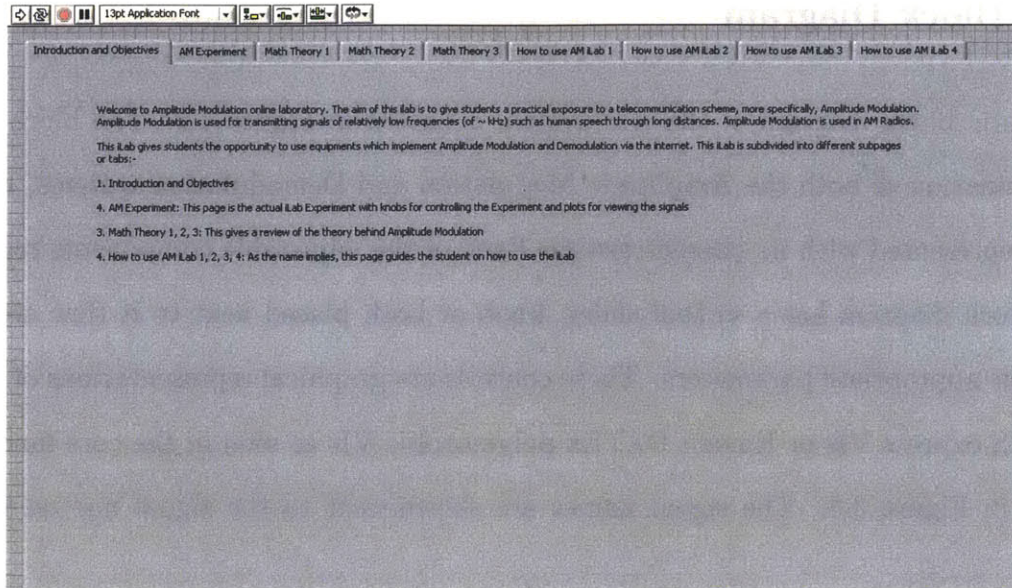 13pt Application Font
Introduction and Objectives AM Experiment Math Theory 1 Math Theory 2 Math Theory 3 How to use AM iLab 1 How to use AM iLab 2 How to use AM iLab 3 How to use AM iLab 4
Welcome to Amplitude Modulation online laboratory. The aim of this ilab is to give students a practical exposure to a telecommunication scheme, more specifically, Amplitude Modulation.
Amplitude Modulation is used for transmitting signals of relatively low frequencies (of ~ kHz) such as human speech through long distances. Amplitude Modulation is used in AM Radios.
This iLab gives students the opportunity to use equipments which implement Amplitude Modulation and Demodulation via the internet. This iLab is subdivided into different subpages
or tabs:-
1. Introduction and Objectives
4. AM Experiment: This page is the actual iLab Experiment with knobs for controlling the Experiment and plots for viewing the signals
3. Math Theory 1, 2, 3: This gives a review of the theory behind Amplitude Modulation
4. How to use AM iLab 1, 2, 3, 4: As the name implies, this page guides the student on how to use the iLab